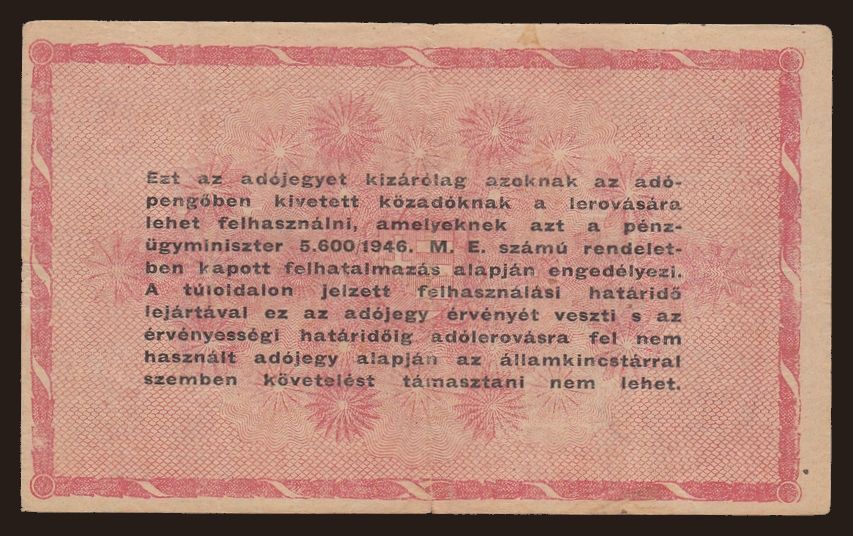 Ezt az adójegyet kizárólag azoknak az adó-
pengőben kivetett közadóknak a lerovására
lehet felhasználni, amelyeknek azt a pénz-
ügyminiszter 5.600/1946. M. E. számú rendelet-
ben kapott felhatalmazás alapján engedélyezi.
A túloldalon jelzett felhasználási határidő
lejártával ez az adójegy érvényét veszti s az
érvényességi határidőig adólerovásra fel nem
használt adójegy alapján az államkincstárral
szemben követelést támasztani nem lehet.